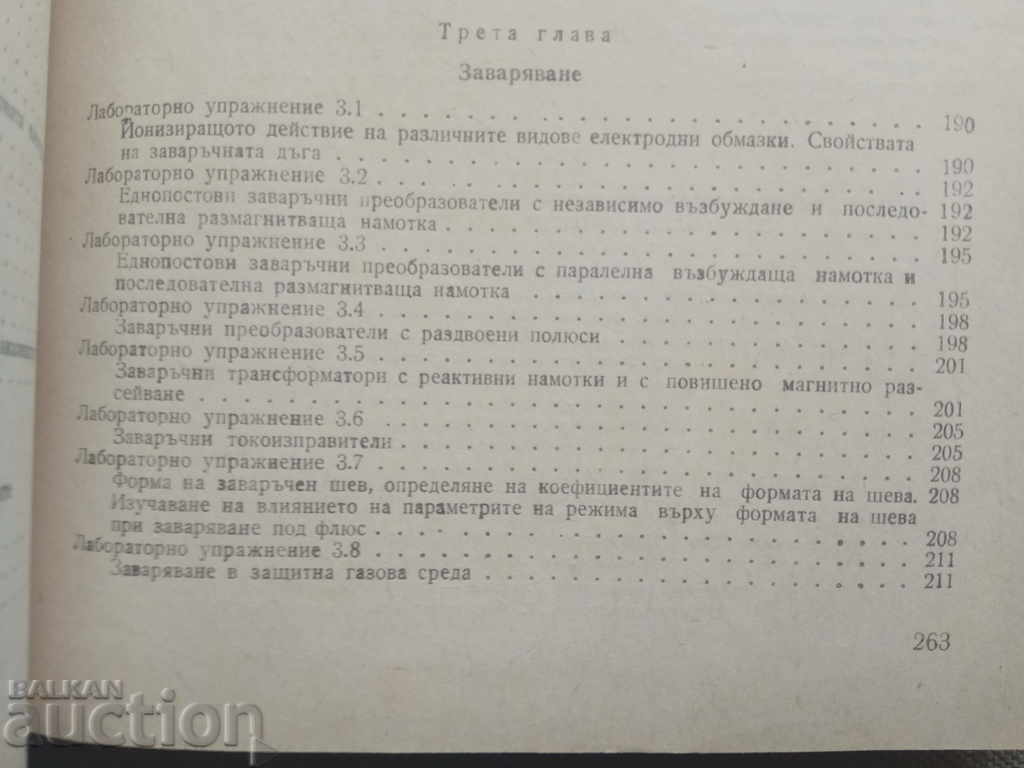 Трета глава
Заваряване
Лабораторно упражнение 3.1 . . . . . . . . . . 190
Йонизиращото действие на различните видове електродни обмазки. Свойствата
на заваръчната дъга . . . . . . . . . . 190
Лабораторно упражнение 3.2 . . . . . . . . . . 192
Еднопостови заваръчни преобразователи с независимо възбуждане и последо- 192
вателна размагнитваща намотка . . . . . . . . . . 192
Лабораторно упражнение 3.3 . . . . . . . . . . 195
Еднопостови заваръчни преобразователи с паралелна възбуждаща намотка и
последователна размагнитваща намотка . . . . . . . . . . 195
Лабораторно упражнение 3.4 . . . . . . . . . . 198
Заваръчни преобразователи с раздвоени полюси . . . . . . . . . . 198
Лабораторно упражнение 3.5 . . . . . . . . . . 201
Заваръчни трансформатори с реактивни намотки и с повишено магнитно раз-
сейване . . . . . . . . . . 201
Лабораторно упражнение 3.6 . . . . . . . . . . 205
Заваръчни токоизправители . . . . . . . . . . 205
Лабораторно упражнение 3.7 . . . . . . . . . . 208
Форма на заваръчен шев, определяне на коефициентите на формата на шева. 208
Изучаване на влиянието на параметрите на режима върху формата на шева
при заваряване под флюс . . . . . . . . . . 208
Лабораторно упражнение 3.8 . . . . . . . . . . 211
Заваряване в защитна газова среда . . . . . . . . . . 211
263
BALKAN
auction